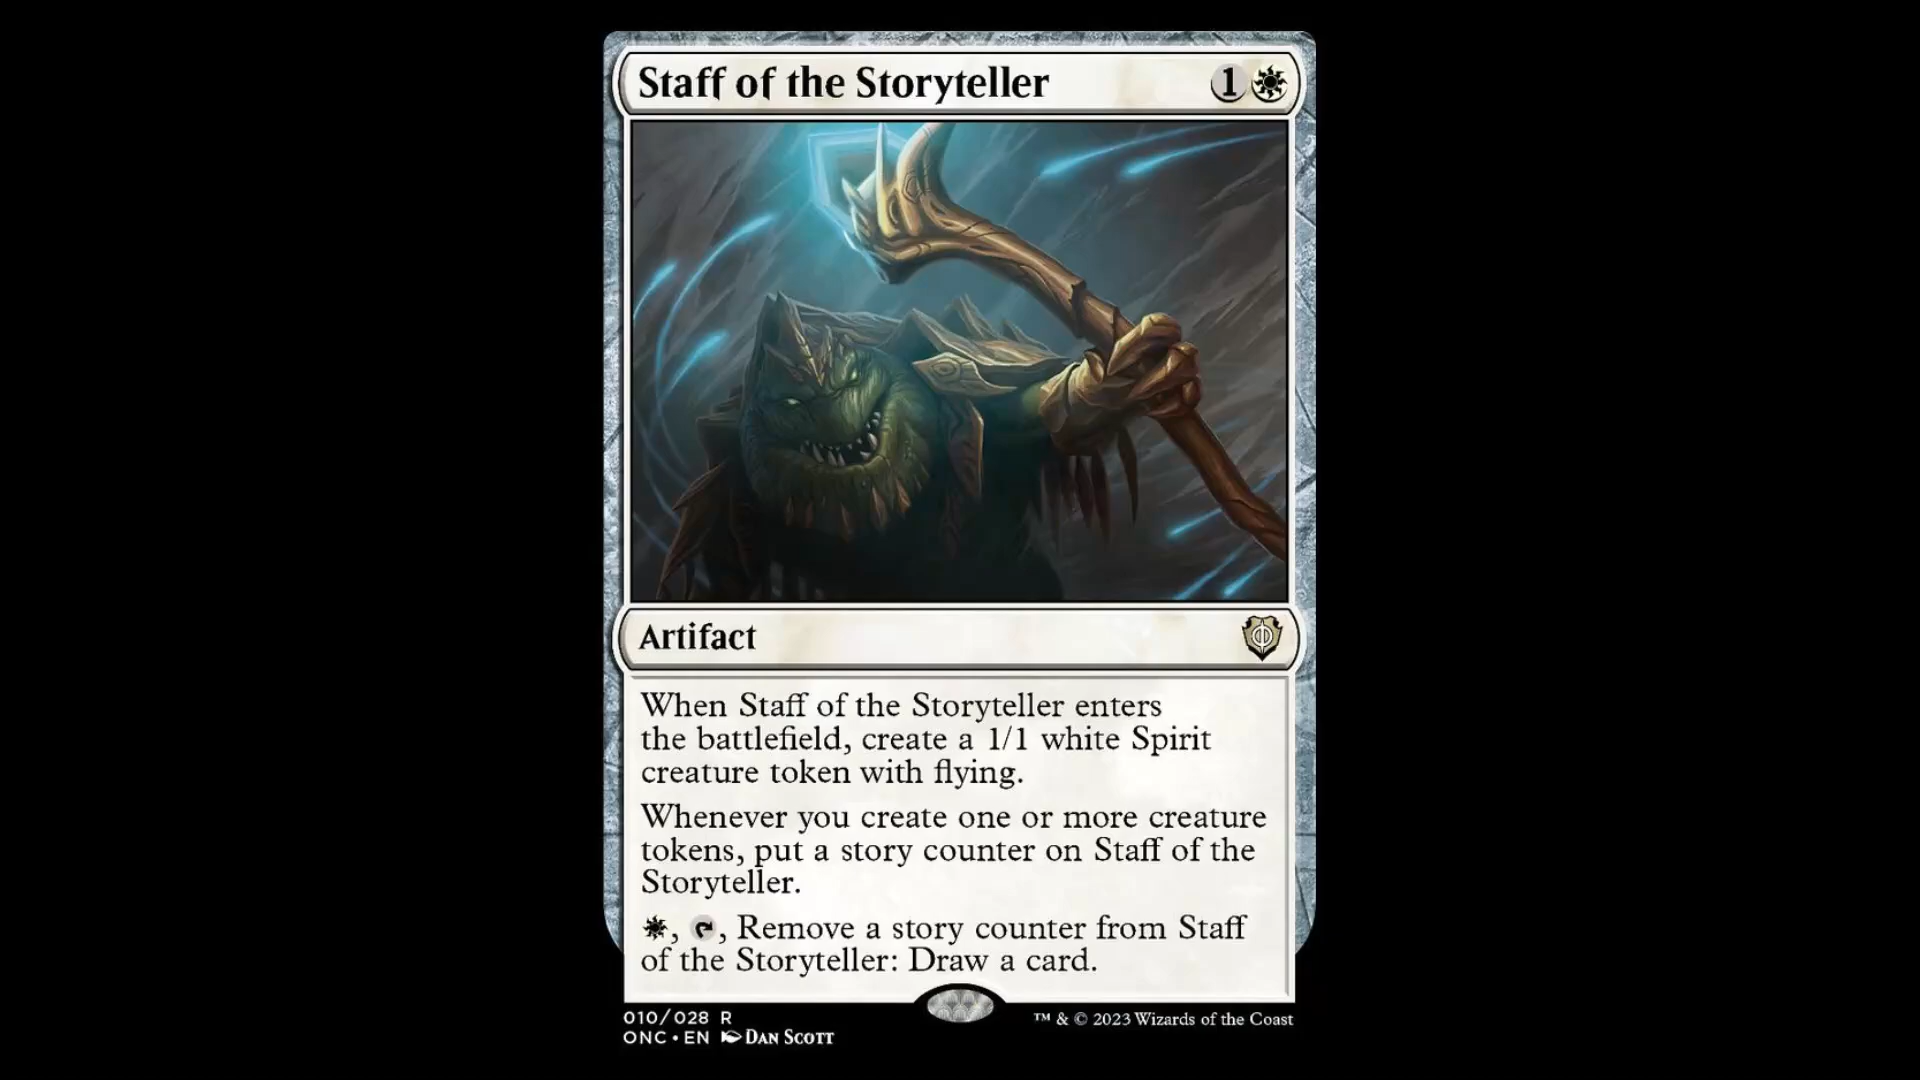 Staff of the Storyteller 1
Artifact
When Staff of the Storyteller enters
the battlefield, create a 1/1 white Spirit
creature token with flying.
Whenever you create one or more creature
tokens, put a story counter on Staff of the
Storyteller.
, , Remove a story counter from Staff
of the Storyteller: Draw a card.
010/028 R
ONC • EN Dan Scott
™ & © 2023 Wizards of the Coast